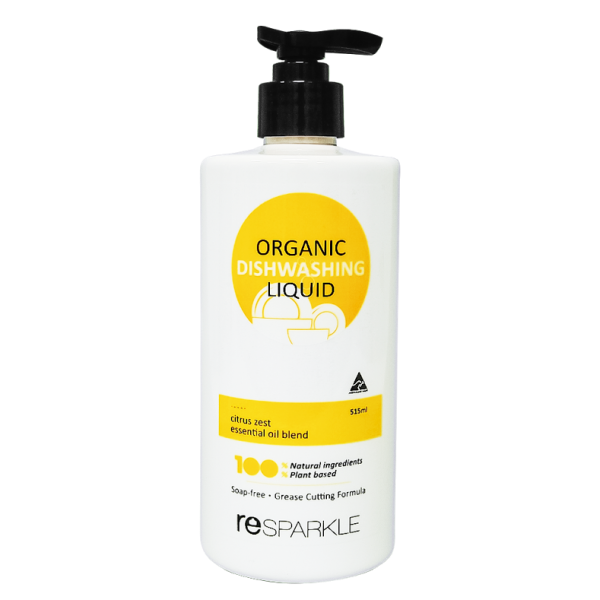 ORGANIC
DISHWASHING
LIQUID
citrus zest
essential oil blend
515ml
100% Natural ingredients
% Plant based
Soap-free • Grease Cutting Formula
reSPARKLE